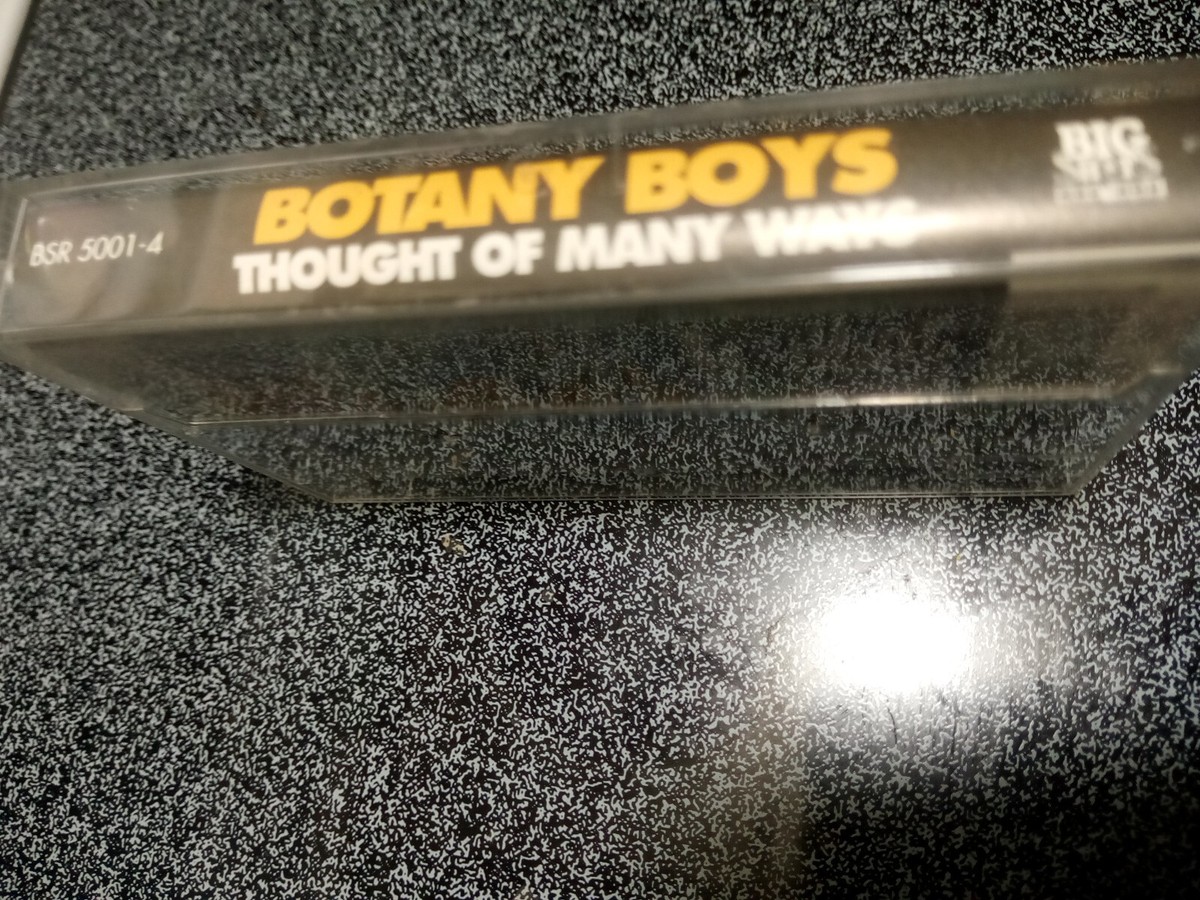 BSR 5001-4
BOTANY BOYS
THOUGHT OF MANY WAYS
BIG